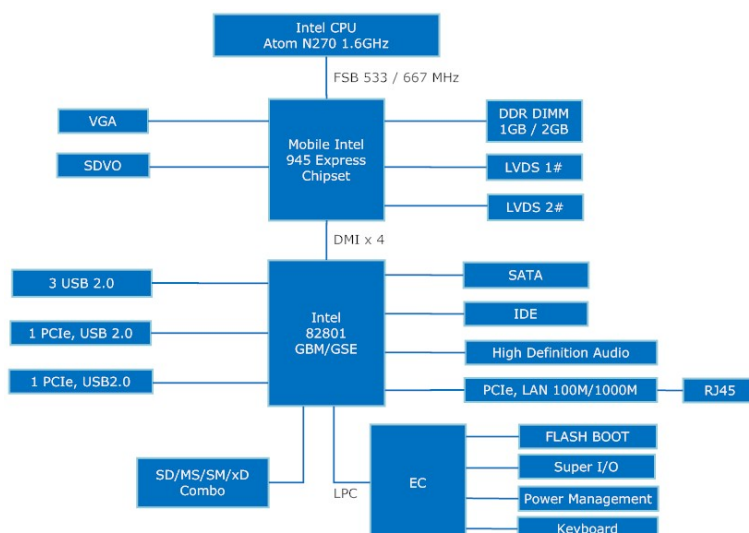 Intel CPU
Atom N270 1.6GHz
FSB 533 / 667 MHz
VGA
SDVO
Mobile Intel
945 Express
Chipset
DDR DIMM
1GB / 2GB
LVDS 1#
LVDS 2#
DMI x 4
3 USB 2.0
1 PCIe, USB 2.0
1 PCIe, USB2.0
Intel
82801
GBM/GSE
SATA
IDE
High Definition Audio
PCIe, LAN 100M/1000M
RJ45
SD/MS/SM/xD
Combo
LPC
EC
FLASH BOOT
Super I/O
Power Management
Keyboard